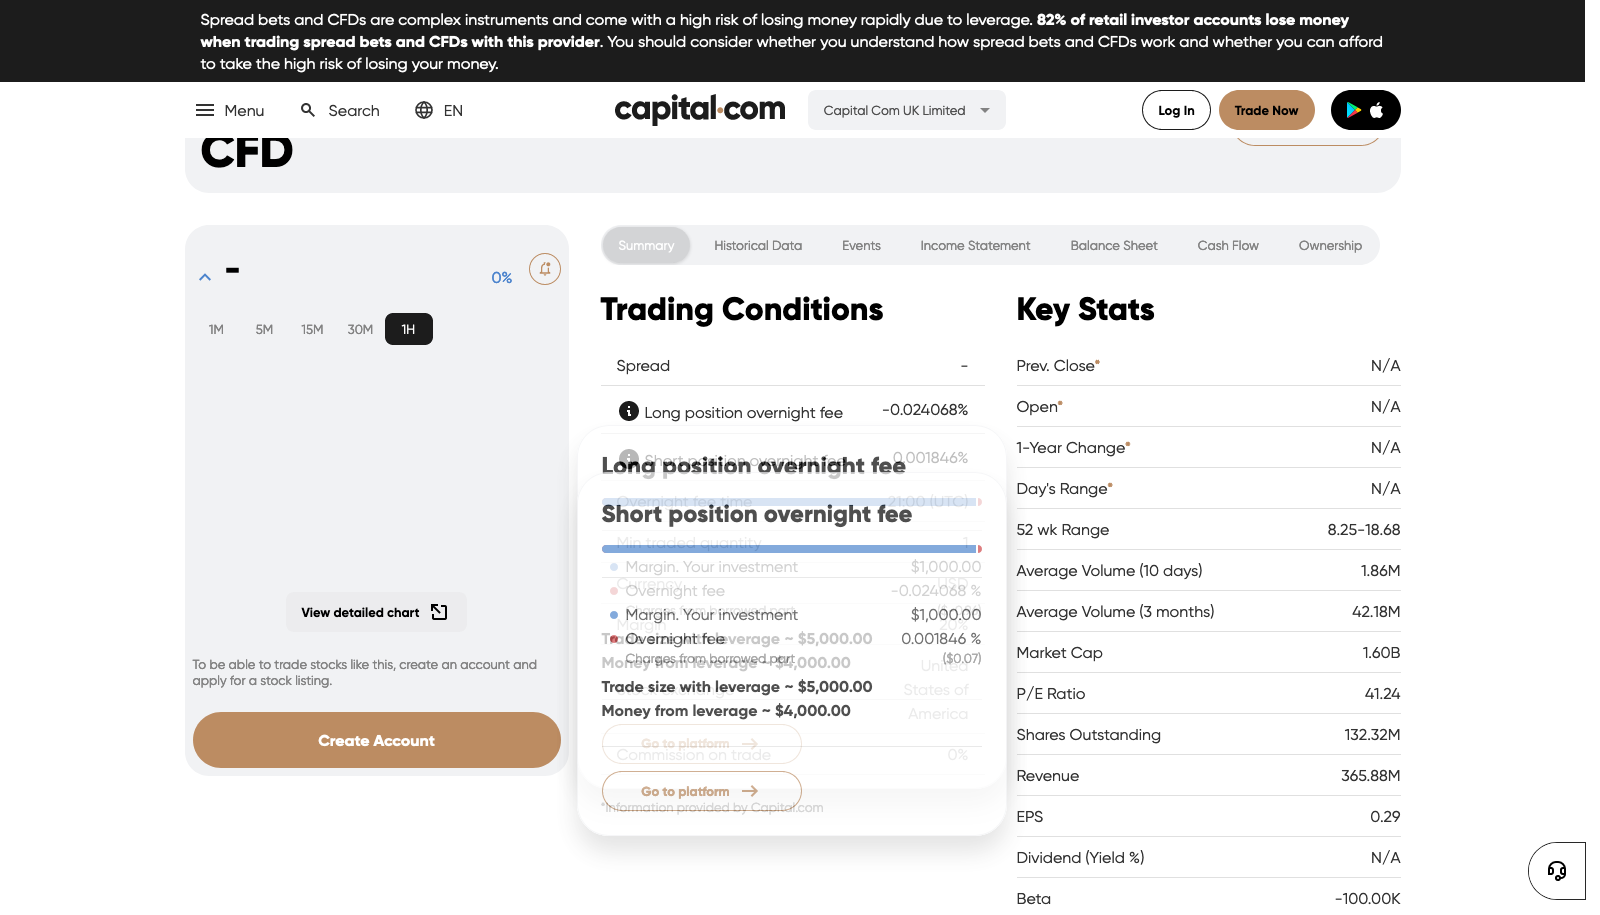 Spread bets and CFDs are complex instruments and come with a high risk of losing money rapidly due to leverage. 82% of retail investor accounts lose money
when trading spread bets and CFDs with this provider. You should consider whether you understand how spread bets and CFDs work and whether you can afford
to take the high risk of losing your money.
Menu
Search
EN
capital.com
Capital Com UK Limited
Log In
Trade Now
CFD
-
0%
1M
5M
15M
30M
1H
View detailed chart
To be able to trade stocks like this, create an account and
apply for a stock listing.
Create Account
Summary
Historical Data
Events
Income Statement
Balance Sheet
Cash Flow
Ownership
Trading Conditions
Spread -
Long position overnight fee -0.024068%
Short position overnight fee 0.001846%
Long position overnight fee
Overnight fee time 21:00 (UTC)
Short position overnight fee
Min traded quantity 1
Margin. Your investment $1,000.00
Currency USD
Overnight fee -0.024068 %
Charges from borrowed part
Margin. Your investment $1,000.00
Margin 20%
Trade size with leverage ~ $5,000.00
Overnight fee 0.001846 %
Charges from borrowed part ($0.07)
Money from leverage ~ $4,000.00
United
States of
America
Trade size with leverage ~ $5,000.00
Money from leverage ~ $4,000.00
Go to platform
Commission on trade 0%
Go to platform
*Information provided by Capital.com
Key Stats
Prev. Close* N/A
Open* N/A
1-Year Change* N/A
Day's Range* N/A
52 wk Range 8.25-18.68
Average Volume (10 days) 1.86M
Average Volume (3 months) 42.18M
Market Cap 1.60B
P/E Ratio 41.24
Shares Outstanding 132.32M
Revenue 365.88M
EPS 0.29
Dividend (Yield %) N/A
Beta -100.00K